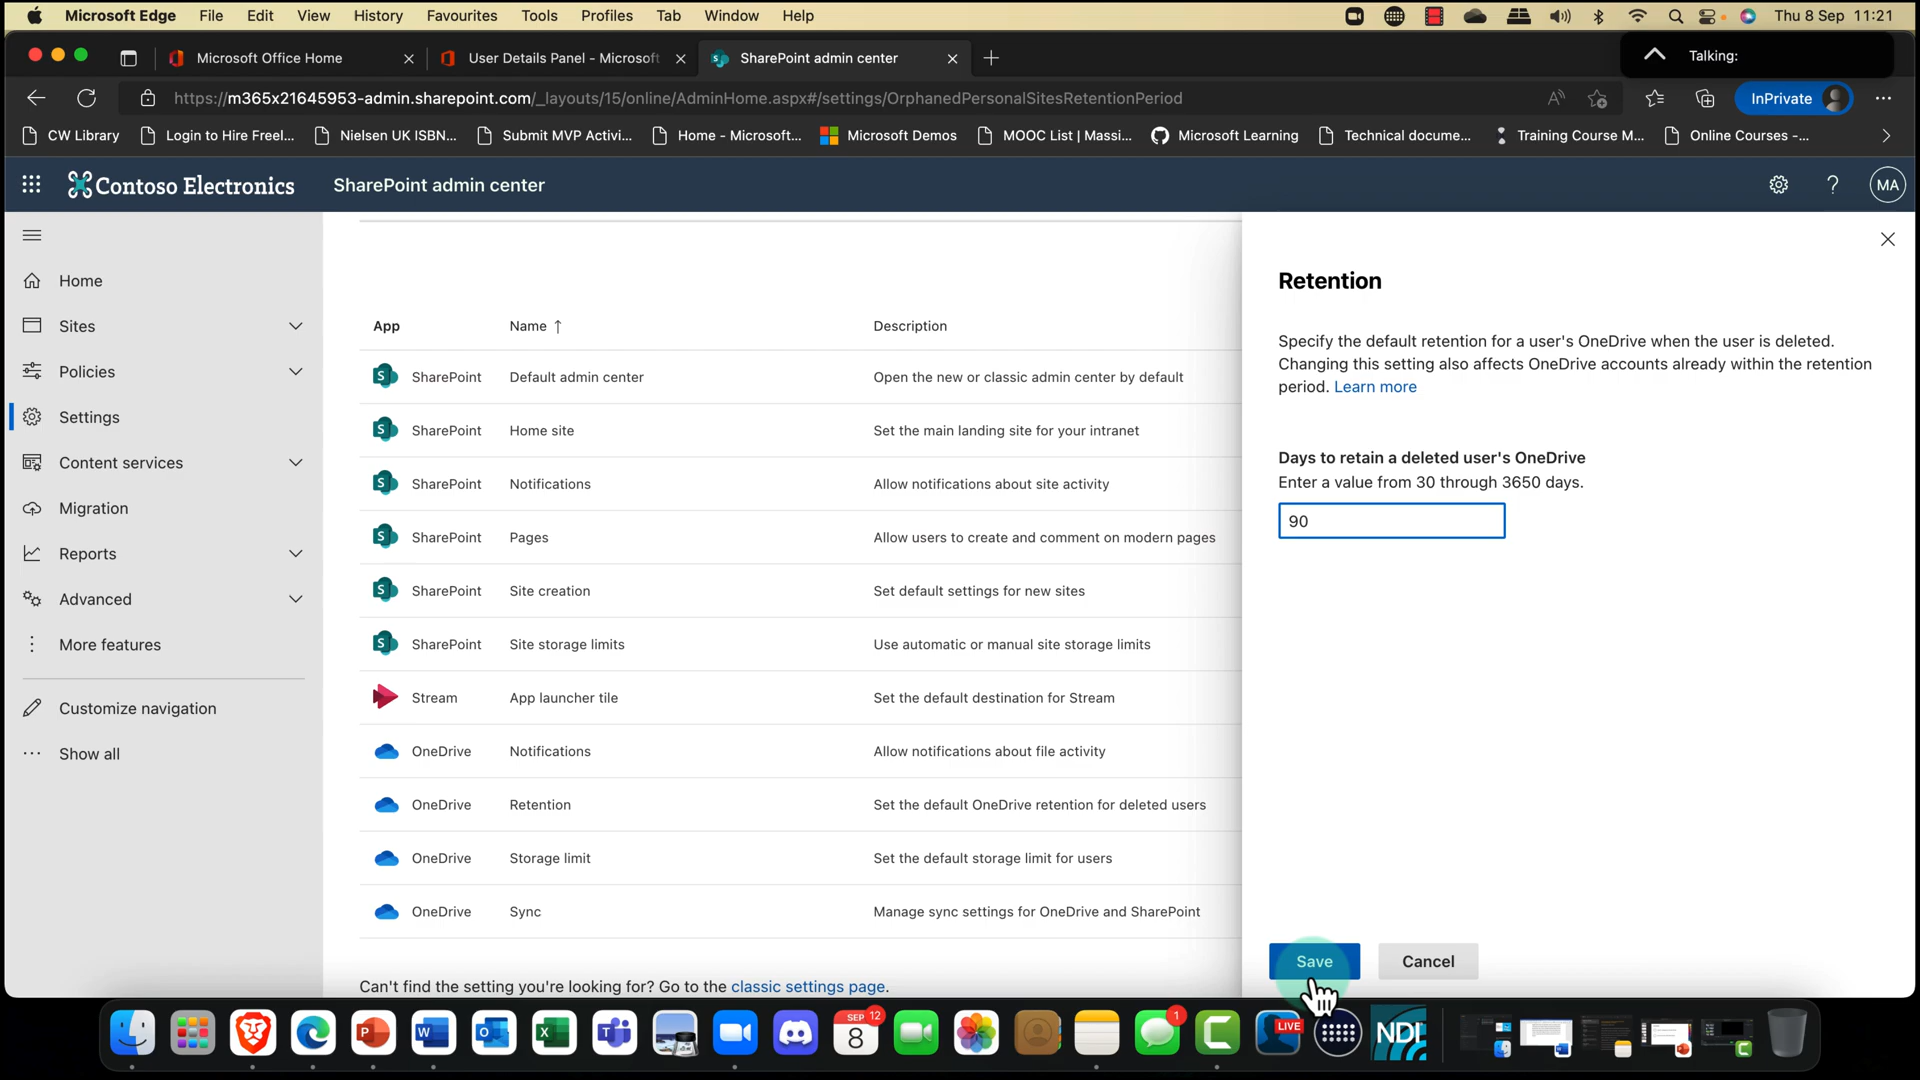 Microsoft Edge File Edit View History Favourites Tools Profiles Tab Window Help Thu 8 Sep 11:21
Microsoft Office Home User Details Panel - Microsoft SharePoint admin center Talking:
https://m365x21645953-admin.sharepoint.com/_layouts/15/online/AdminHome.aspx#/settings/OrphanedPersonalSitesRetentionPeriod InPrivate
CW Library Login to Hire Freel... Nielsen UK ISBN... Submit MVP Activi... Home - Microsoft... Microsoft Demos MOOC List | Massi... Microsoft Learning Technical docume... Training Course M... Online Courses -...
Contoso Electronics SharePoint admin center ? MA
Home
Sites
Policies
Settings
Content services
Migration
Reports
Advanced
More features
Customize navigation
Show all
App Name ↑ Description
SharePoint Default admin center Open the new or classic admin center by default
SharePoint Home site Set the main landing site for your intranet
SharePoint Notifications Allow notifications about site activity
SharePoint Pages Allow users to create and comment on modern pages
SharePoint Site creation Set default settings for new sites
SharePoint Site storage limits Use automatic or manual site storage limits
Stream App launcher tile Set the default destination for Stream
OneDrive Notifications Allow notifications about file activity
OneDrive Retention Set the default OneDrive retention for deleted users
OneDrive Storage limit Set the default storage limit for users
OneDrive Sync Manage sync settings for OneDrive and SharePoint
Can't find the setting you're looking for? Go to the classic settings page.
Retention
Specify the default retention for a user's OneDrive when the user is deleted.
Changing this setting also affects OneDrive accounts already within the retention
period. Learn more
Days to retain a deleted user's OneDrive
Enter a value from 30 through 3650 days.
90
Save Cancel
SEP 12
8
1
LIVE
NDI